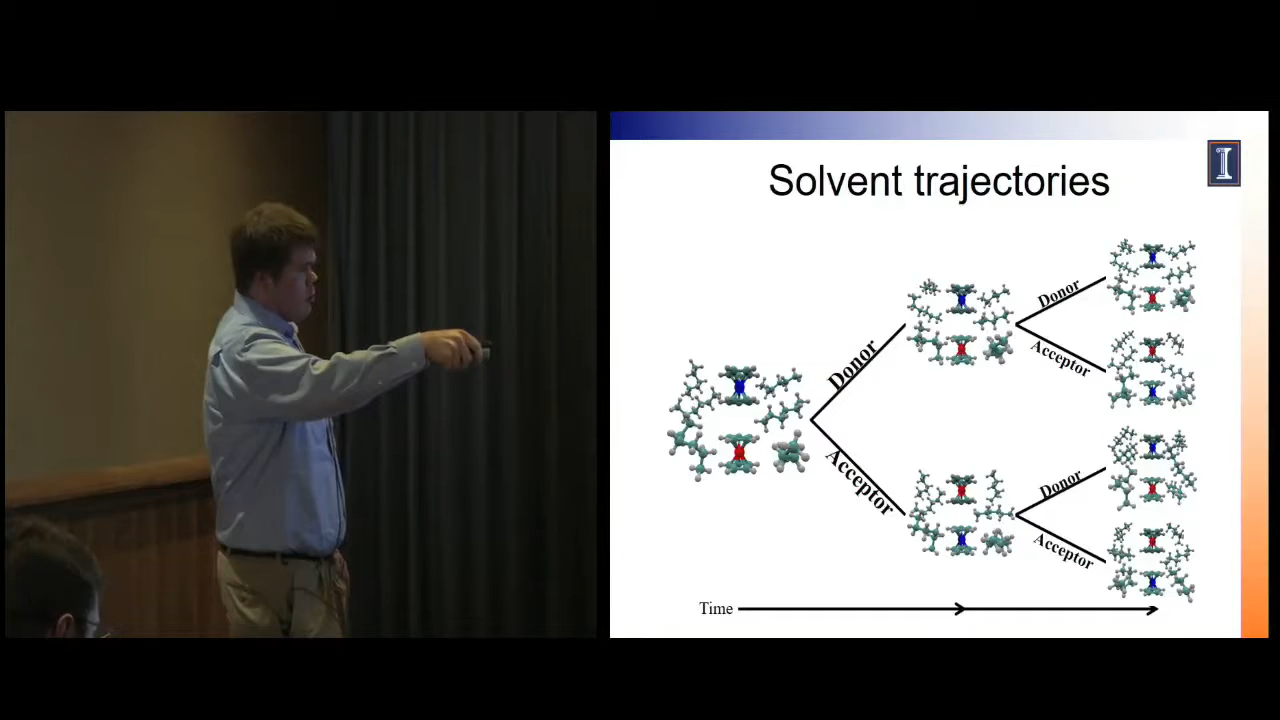 Solvent trajectories
I
Donor
Acceptor
Donor
Acceptor
Donor
Acceptor
Time